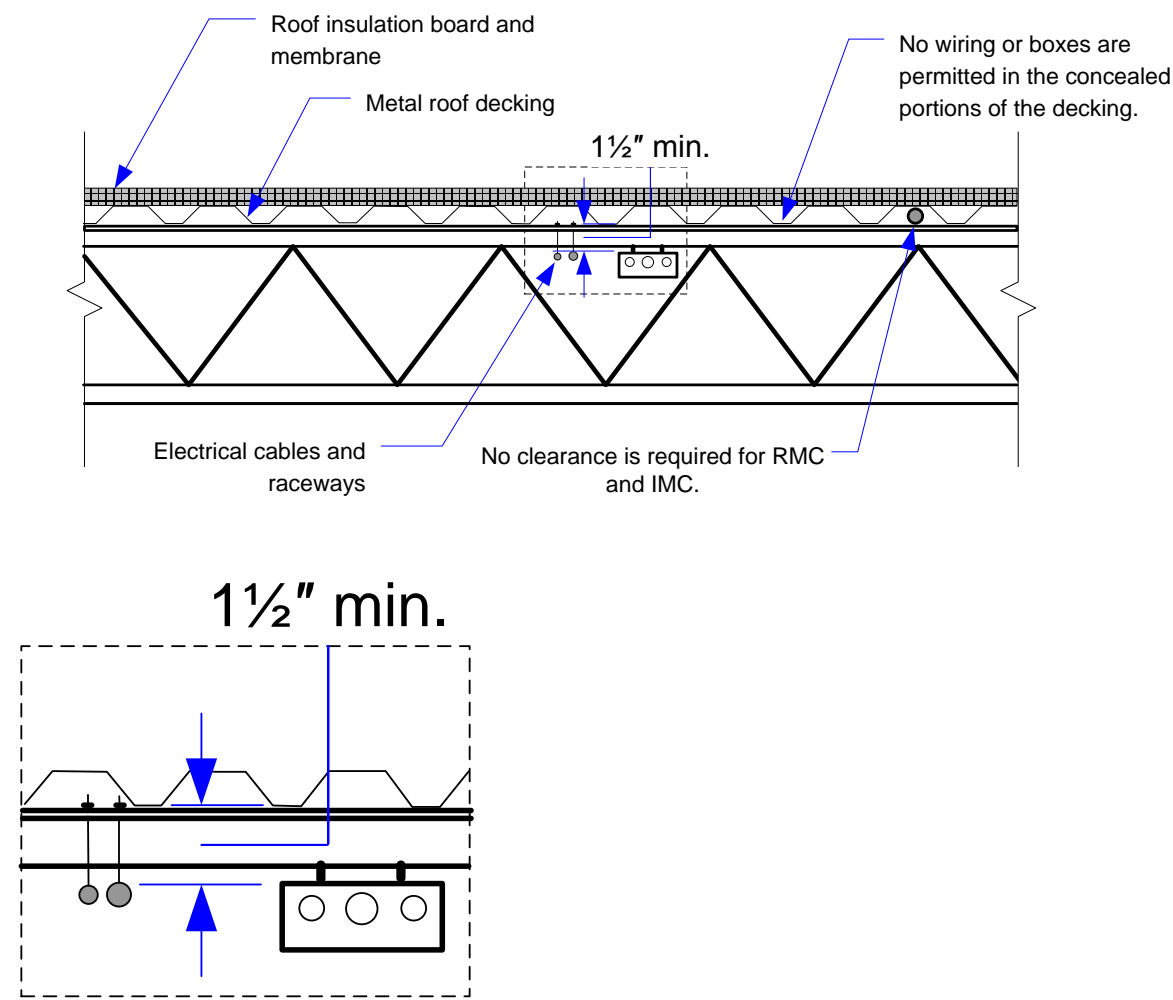 Roof insulation board and
membrane
No wiring or boxes are
permitted in the concealed
portions of the decking.
Metal roof decking
1½″ min.
Electrical cables and
raceways
No clearance is required for RMC
and IMC.
1½″ min.